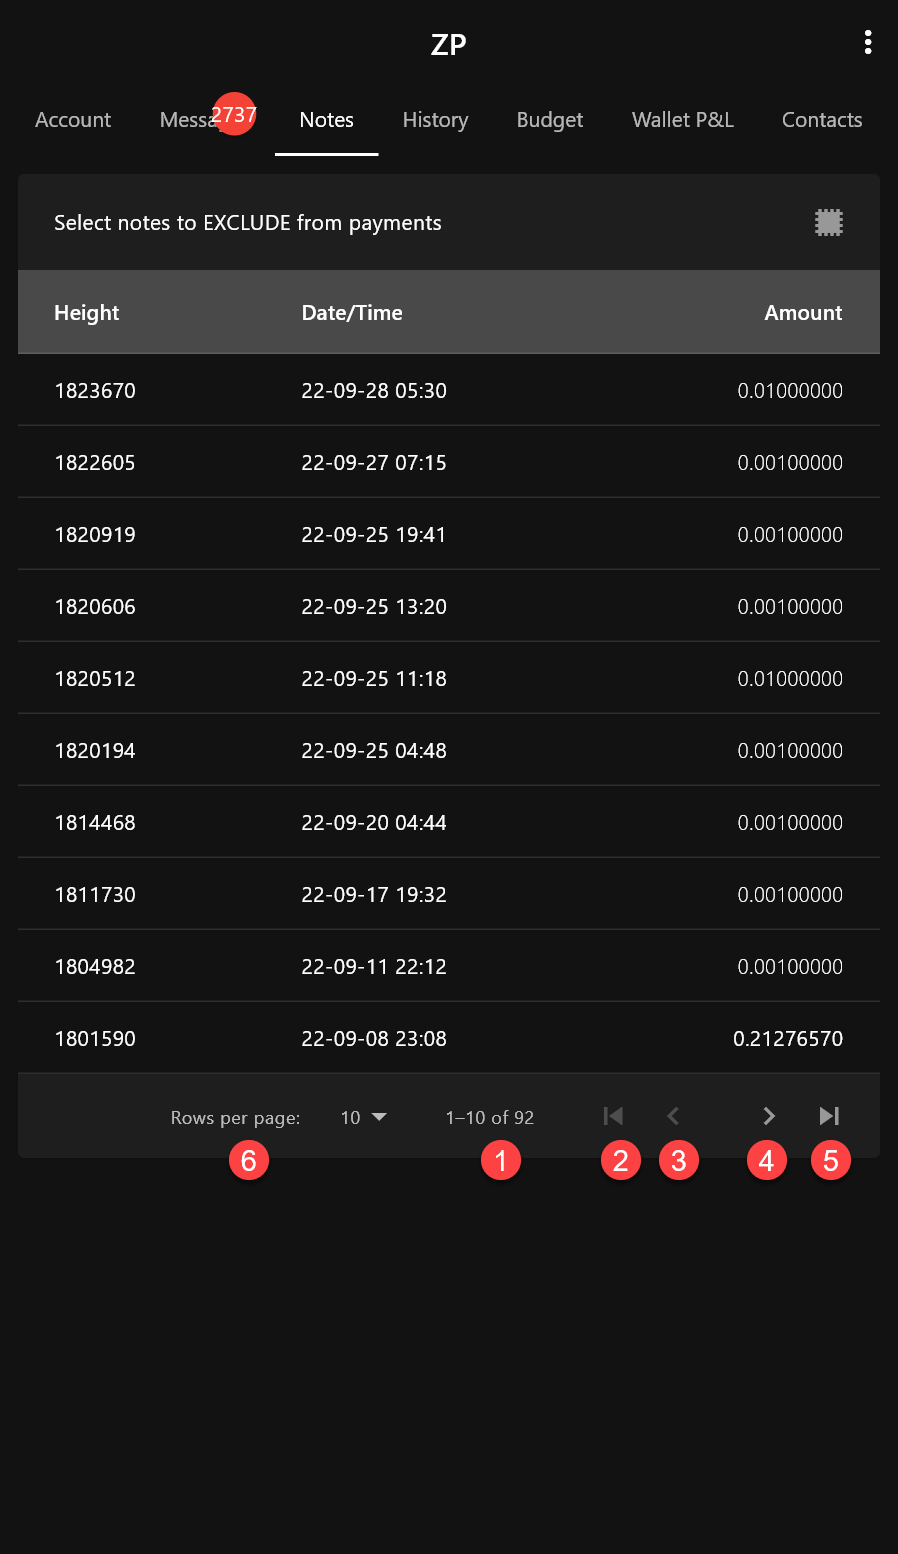 ZP
Account Messa 2737 Notes History Budget Wallet P&L Contacts
Select notes to EXCLUDE from payments
Height Date/Time Amount
1823670 22-09-28 05:30 0.01000000
1822605 22-09-27 07:15 0.00100000
1820919 22-09-25 19:41 0.00100000
1820606 22-09-25 13:20 0.00100000
1820512 22-09-25 11:18 0.01000000
1820194 22-09-25 04:48 0.00100000
1814468 22-09-20 04:44 0.00100000
1811730 22-09-17 19:32 0.00100000
1804982 22-09-11 22:12 0.00100000
1801590 22-09-08 23:08 0.21276570
Rows per page: 10 1–10 of 92
6 1 2 3 4 5